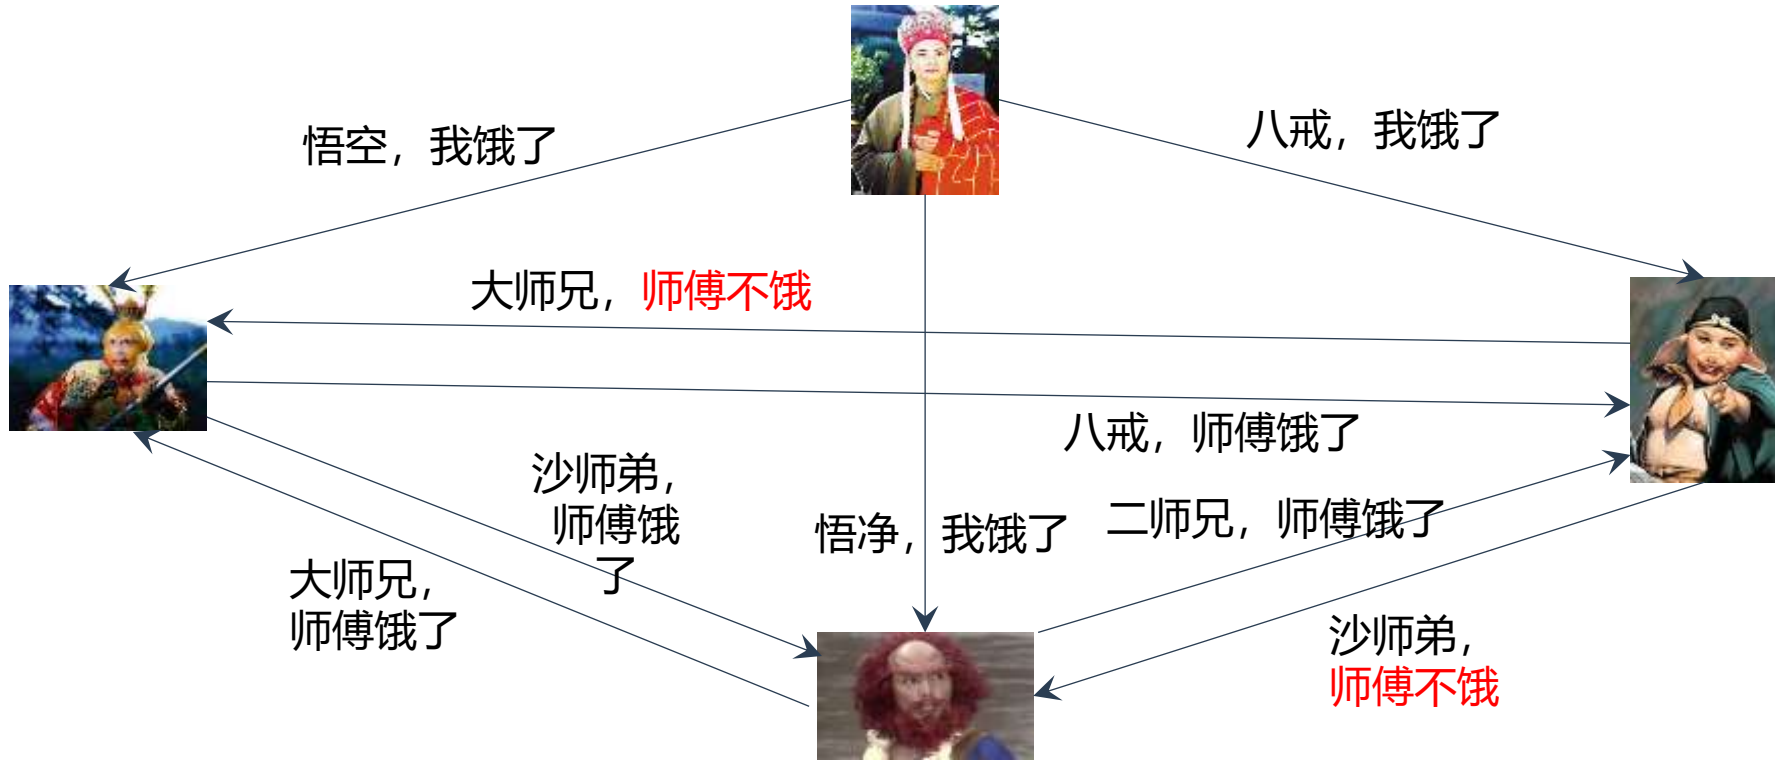 悟空，我饿了
八戒，我饿了
大师兄，师傅不饿
八戒，师傅饿了
沙师弟，
师傅饿
了
悟净，我饿了
二师兄，师傅饿了
大师兄，
师傅饿了
沙师弟，
师傅不饿